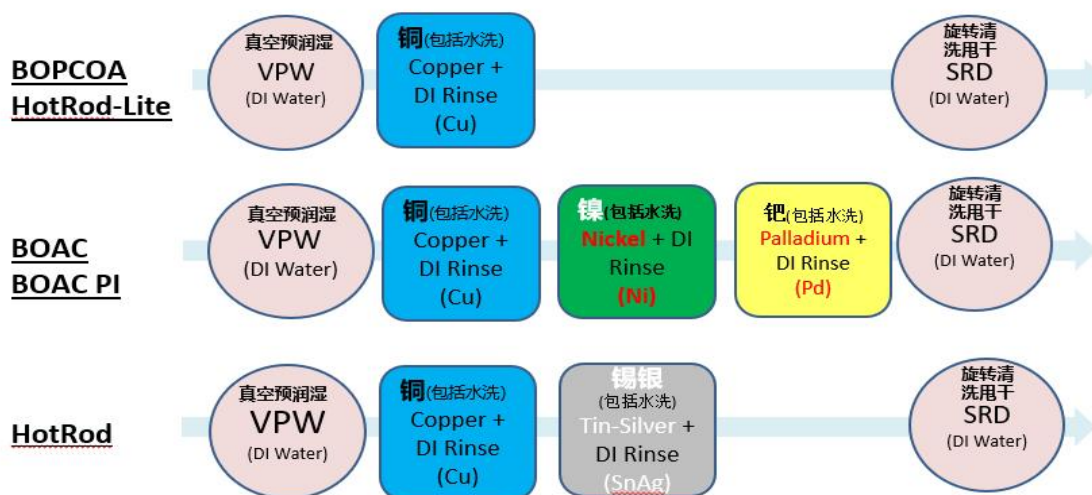 BOPCOA
HotRod-Lite
真空预润湿
VPW
(DI Water)
铜(包括水洗)
Copper +
DI Rinse
(Cu)
旋转清
洗甩干
SRD
(DI Water)
BOAC
BOAC PI
真空预润湿
VPW
(DI Water)
铜(包括水洗)
Copper +
DI Rinse
(Cu)
镍(包括水洗)
Nickel + DI
Rinse
(Ni)
钯(包括水洗)
Palladium +
DI Rinse
(Pd)
旋转清
洗甩干
SRD
(DI Water)
HotRod
真空预润湿
VPW
(DI Water)
铜(包括水洗)
Copper +
DI Rinse
(Cu)
锡银
(包括水洗)
Tin-Silver +
DI Rinse
(SnAg)
旋转清
洗甩干
SRD
(DI Water)